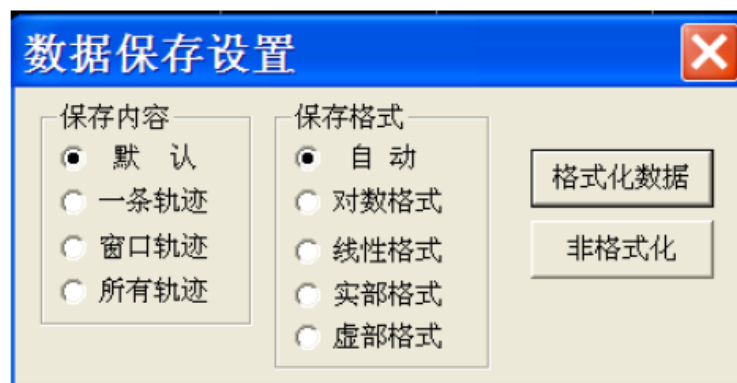 数据保存设置
保存内容
默 认
一条轨迹
窗口轨迹
所有轨迹
保存格式
自 动
对数格式
线性格式
实部格式
虚部格式
格式化数据
非格式化